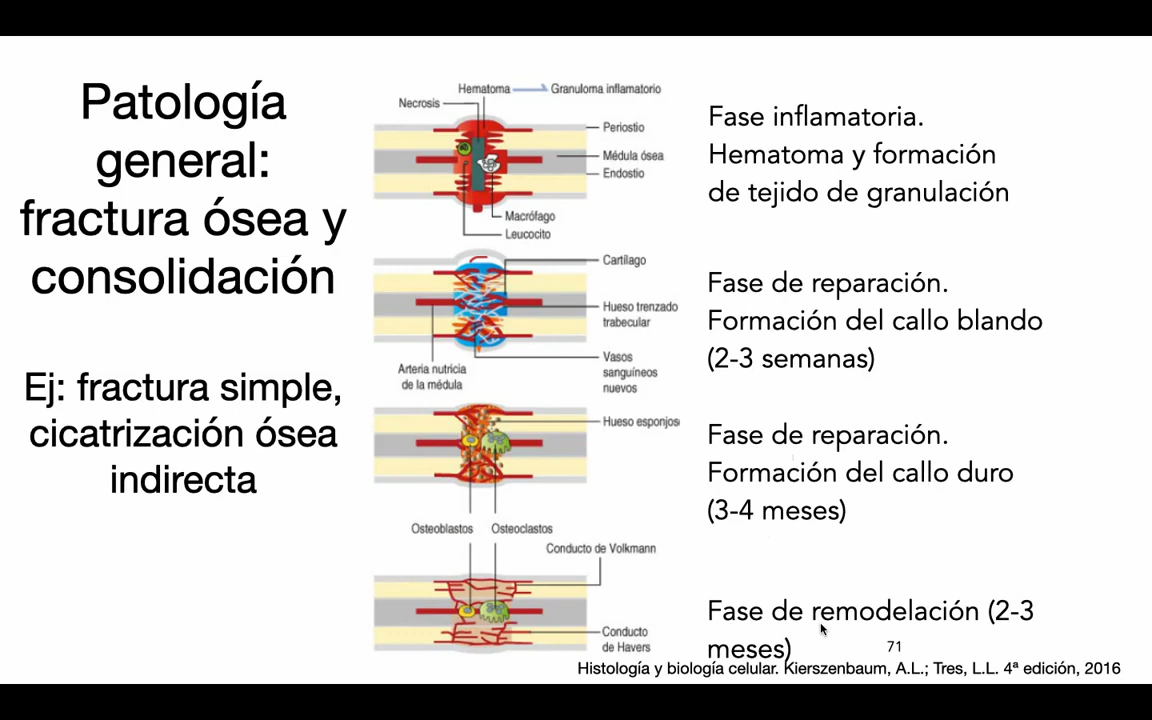 Patología
general:
fractura ósea y
consolidación
Ej: fractura simple,
cicatrización ósea
indirecta
Hematoma
Granuloma inflamatorio
Necrosis
Periostio
Médula ósea
Endostio
Macrófago
Leucocito
Cartílago
Hueso trenzado
trabecular
Arteria nutricia
de la médula
Vasos
sanguíneos
nuevos
Hueso esponjos
Osteoblastos
Osteoclastos
Conducto de Volkmann
Conducto
de Havers
Fase inflamatoria.
Hematoma y formación
de tejido de granulación
Fase de reparación.
Formación del callo blando
(2-3 semanas)
Fase de reparación.
Formación del callo duro
(3-4 meses)
Fase de remodelación (2-3
meses)
71
Histología y biología celular. Kierszenbaum, A.L.; Tres, L.L. 4ª edición, 2016